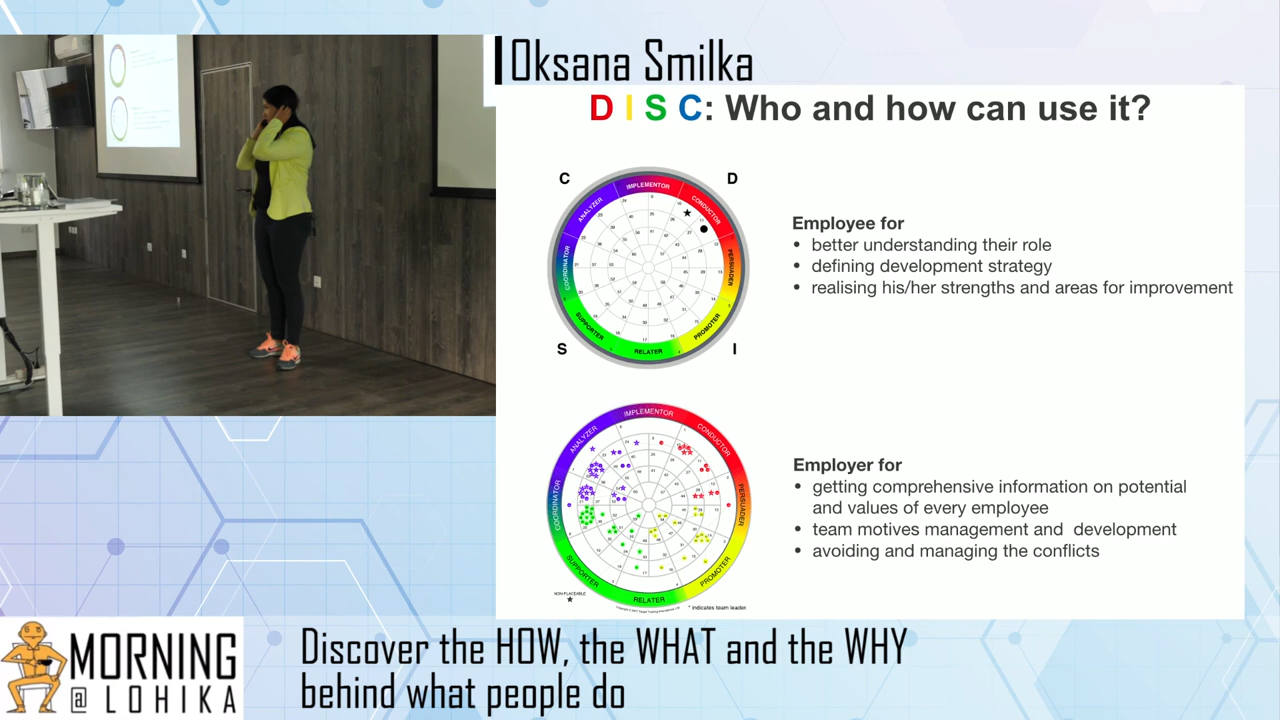 Oksana Smilka
D I S C: Who and how can use it?
C
D
IMPLEMENTOR
CONDUCTOR
PERSUADER
PROMOTER
RELATER
SUPPORTER
COORDINATOR
ANALYZER
S
I
Employee for
• better understanding their role
• defining development strategy
• realising his/her strengths and areas for improvement
IMPLEMENTOR
CONDUCTOR
PERSUADER
PROMOTER
RELATER
SUPPORTER
COORDINATOR
ANALYZER
NON-PLACEABLE
* indicates team leader
Employer for
• getting comprehensive information on potential
and values of every employee
• team motives management and development
• avoiding and managing the conflicts
MORNING
@ LOHIKA
Discover the HOW, the WHAT and the WHY
behind what people do